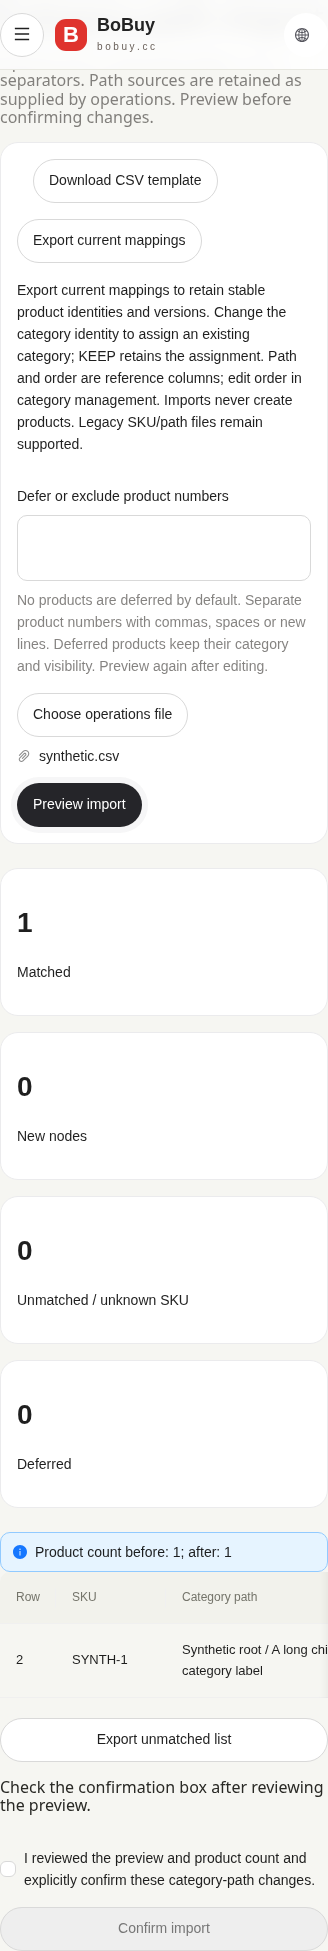 B
BoBuy
bobuy.cc
separators. Path sources are retained as
supplied by operations. Preview before
confirming changes.
Download CSV template
Export current mappings
Export current mappings to retain stable
product identities and versions. Change the
category identity to assign an existing
category; KEEP retains the assignment. Path
and order are reference columns; edit order in
category management. Imports never create
products. Legacy SKU/path files remain
supported.
Defer or exclude product numbers
No products are deferred by default. Separate
product numbers with commas, spaces or new
lines. Deferred products keep their category
and visibility. Preview again after editing.
Choose operations file
synthetic.csv
Preview import
1
Matched
0
New nodes
0
Unmatched / unknown SKU
0
Deferred
Product count before: 1; after: 1
Row SKU Category path
2 SYNTH-1 Synthetic root / A long chi
category label
Export unmatched list
Check the confirmation box after reviewing
the preview.
I reviewed the preview and product count and
explicitly confirm these category-path changes.
Confirm import